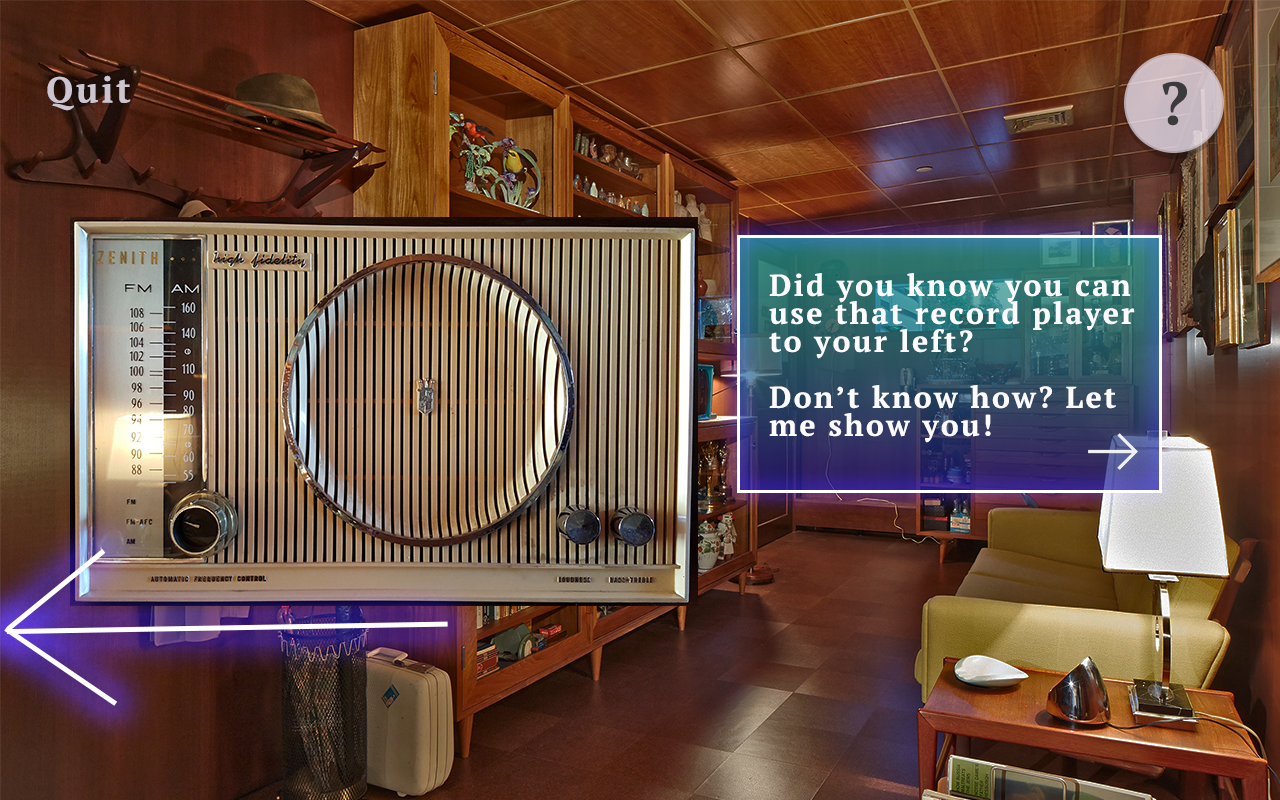 Quit
?
ZENITH
high fidelity
FM AM
108
160
106
104
140
102
100
110
98
96
90
94
80
92
70
90
60
88
55
FM
FM-AFC
AM
AUTOMATIC FREQUENCY CONTROL
LOUDNESS
BASS-TREBLE
Did you know you can
use that record player
to your left?
Don’t know how? Let
me show you!